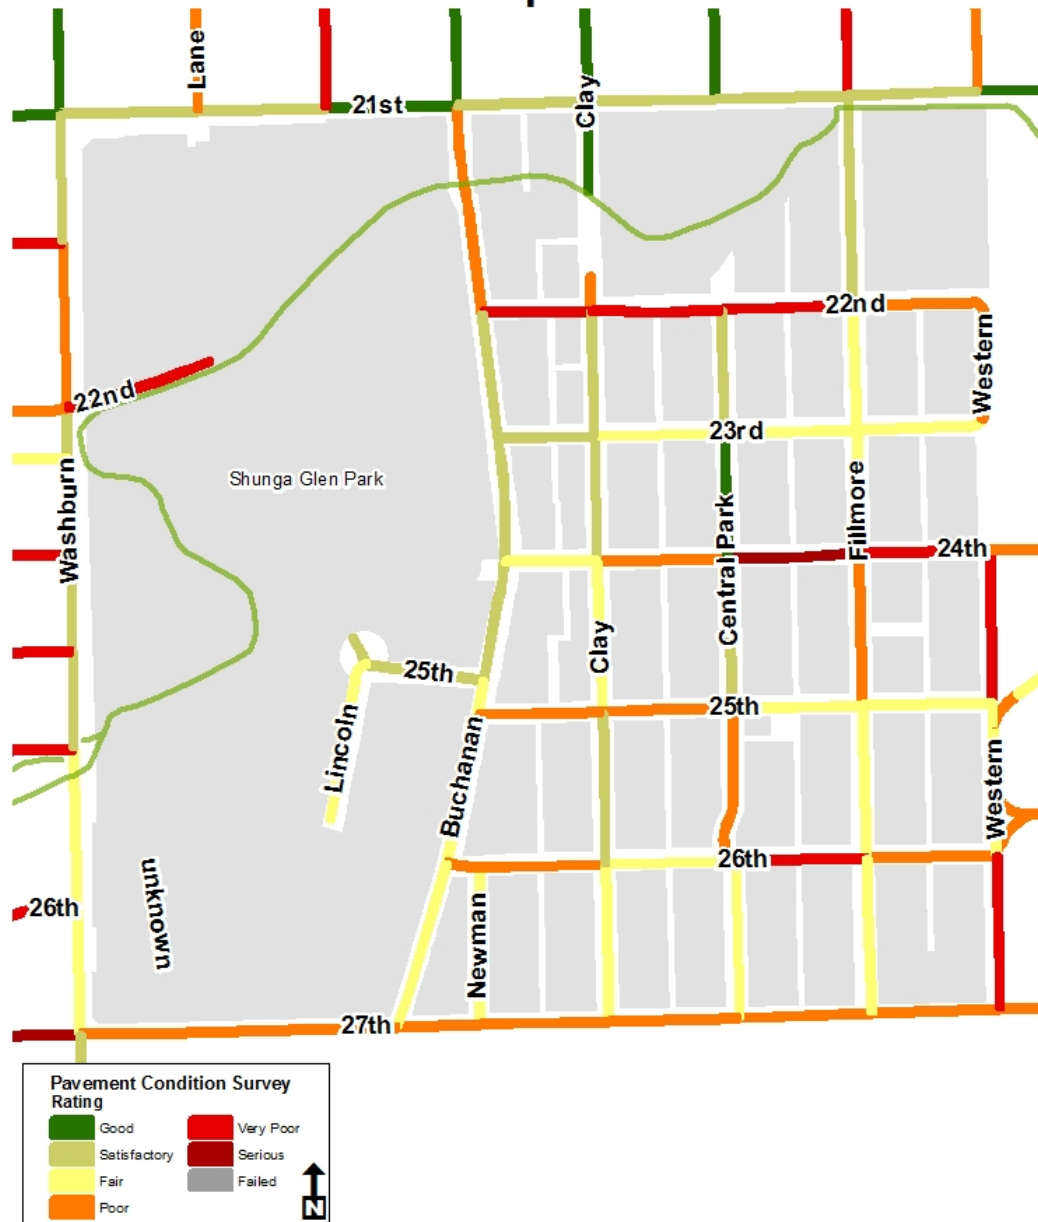 Lane
Clay
21st
22nd
Western
22nd
23rd
Shunga Glen Park
Washburn
Central Park
Fillmore
24th
Clay
25th
25th
Lincoln
Buchanan
Western
26th
26th
unknown
Newman
27th
Pavement Condition Survey
Rating
Good
Very Poor
Satisfactory
Serious
Fair
Failed
Poor
N